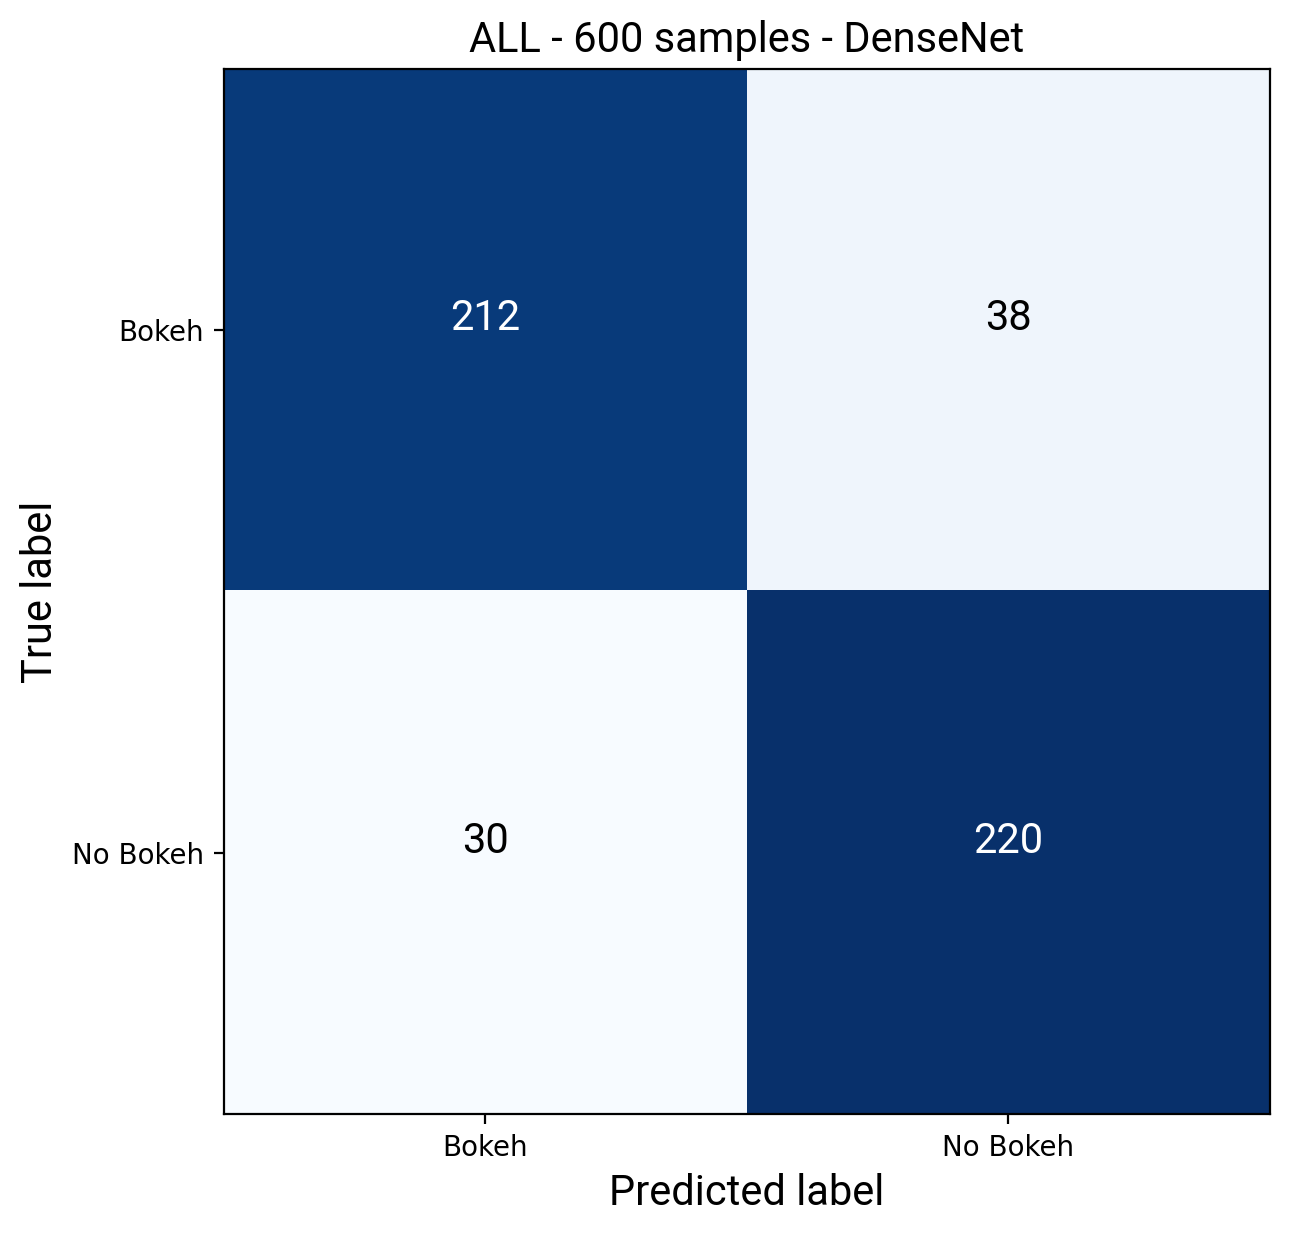 ALL - 600 samples - DenseNet
212
38
Bokeh
True label
30
220
No Bokeh
Bokeh
No Bokeh
Predicted label